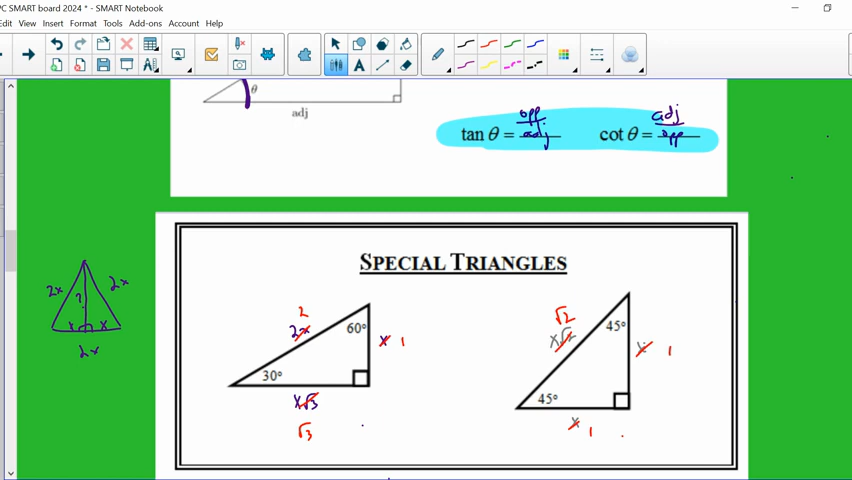 PC SMART board 2024 * - SMART Notebook
Edit View Insert Format Tools Add-ons Account Help
θ
adj
tan θ = opp/adj
cot θ = adj/opp
SPECIAL TRIANGLES
2x
2x
?
x x
2x
2
2x
60°
x 1
30°
x√3
√3
√2
x√2
45°
x 1
45°
x 1